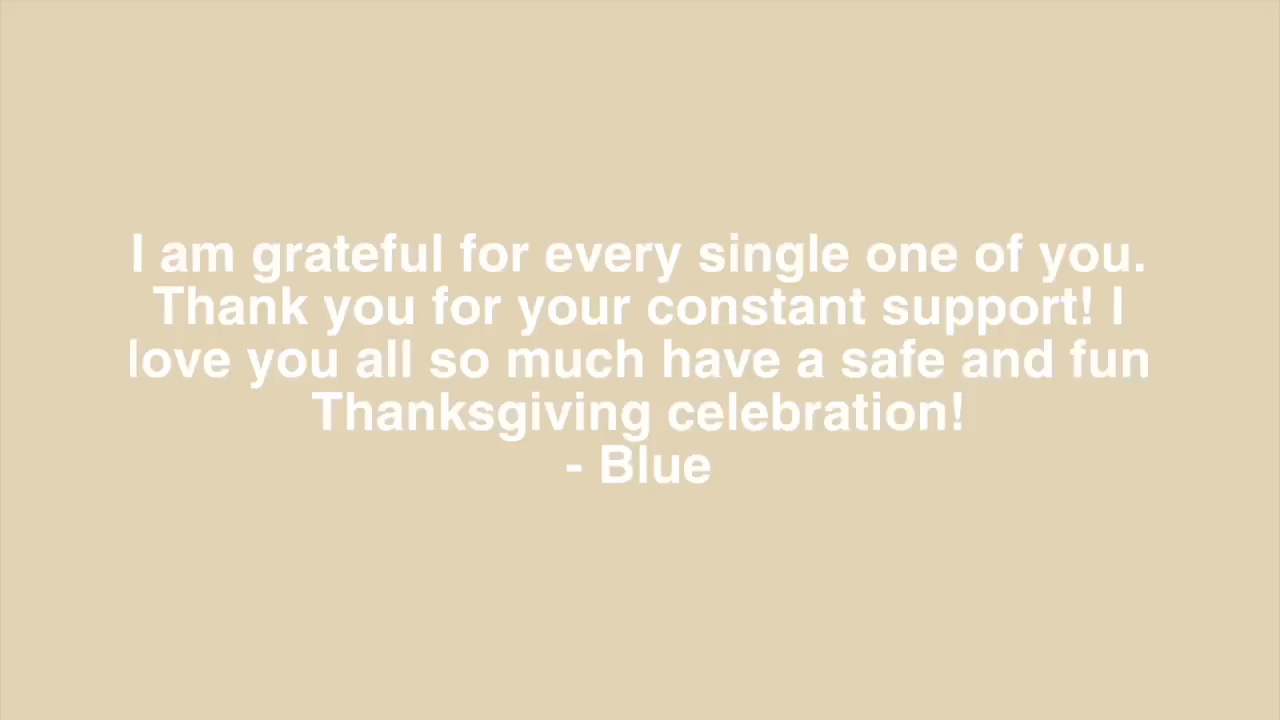 I am grateful for every single one of you.
Thank you for your constant support! I
love you all so much have a safe and fun
Thanksgiving celebration!
- Blue